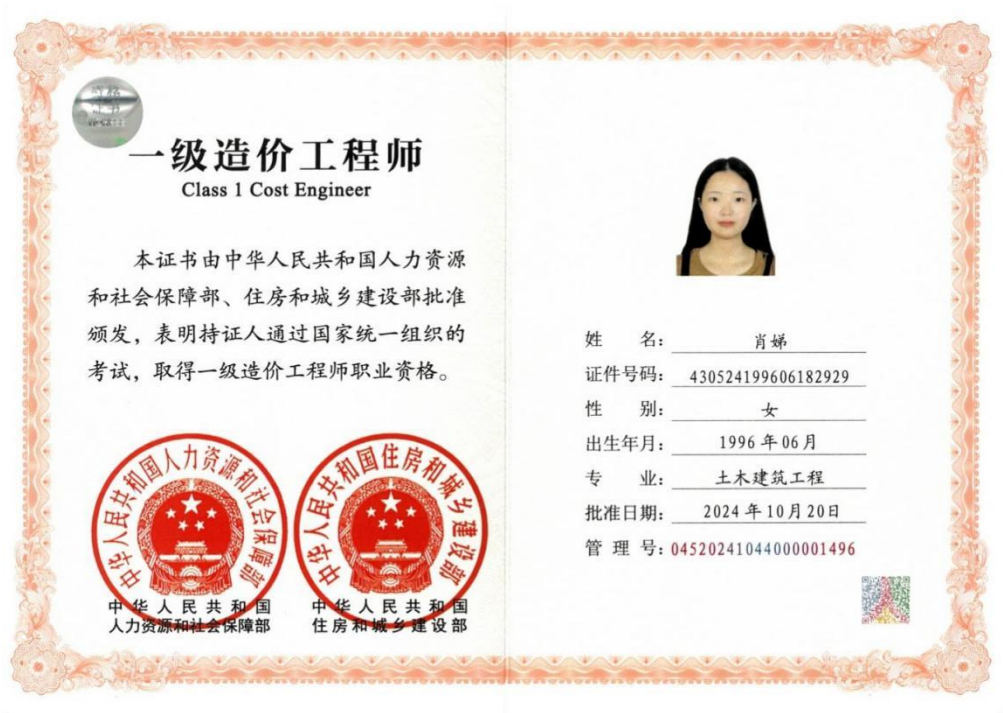 一级造价工程师
Class 1 Cost Engineer
本证书由中华人民共和国人力资源
和社会保障部、住房和城乡建设部批准
颁发，表明持证人通过国家统一组织的
考试，取得一级造价工程师职业资格。
中华人民共和国人力资源和社会保障部
中华人民共和国住房和城乡建设部
中华人民共和国
人力资源和社会保障部
中华人民共和国
住房和城乡建设部
姓 名：肖娣
证件号码：430524199606182929
性 别：女
出生年月：1996年06月
专 业：土木建筑工程
批准日期：2024年10月20日
管 理 号：04520241044000001496